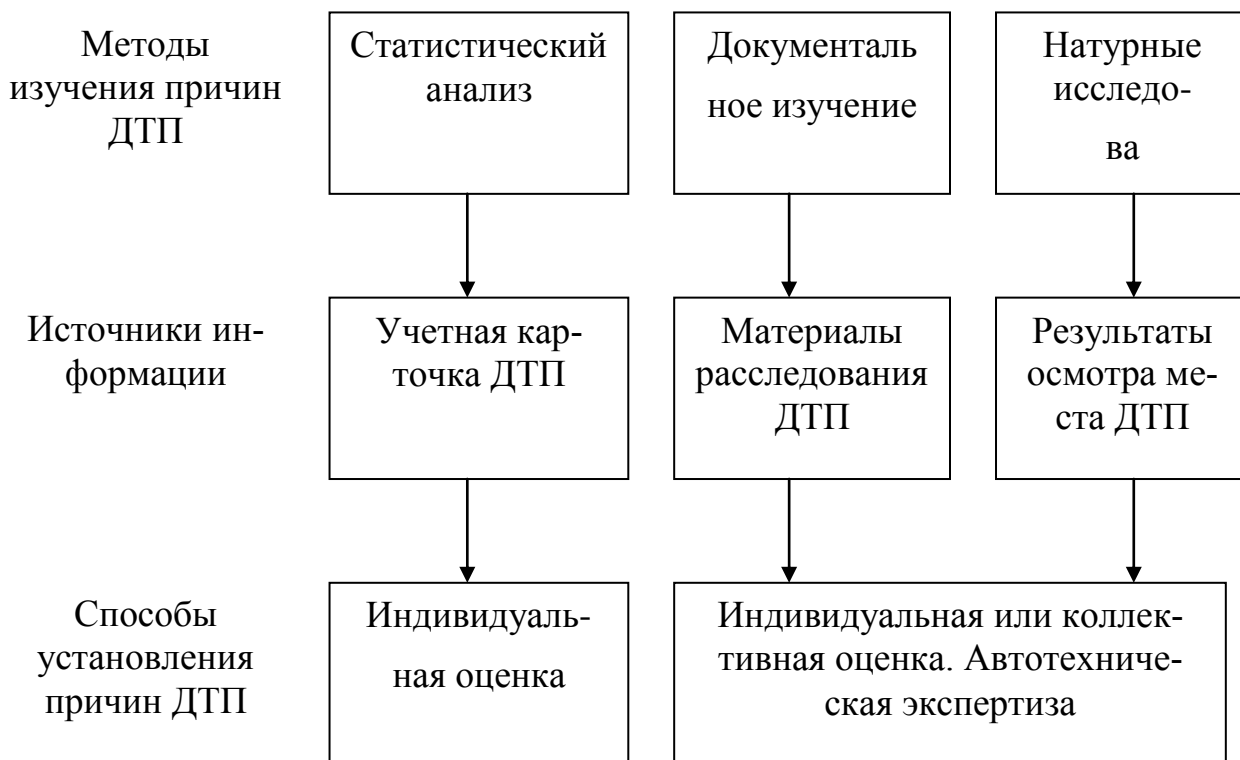 Методы
изучения причин
ДТП
Статистический
анализ
Документаль
ное изучение
Натурные
исследо-
ва
Источники ин-
формации
Учетная кар-
точка ДТП
Материалы
расследования
ДТП
Результаты
осмотра ме-
ста ДТП
Способы
установления
причин ДТП
Индивидуаль-
ная оценка
Индивидуальная или коллек-
тивная оценка. Автотехниче-
ская экспертиза